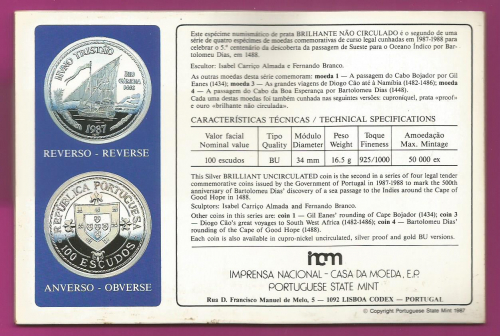 NUNO TRISTÃO
RIO
GÂMBIA
1446
1987
REVERSO - REVERSE
REPÚBLICA PORTUGUESA
100 ESCUDOS
ANVERSO - OBVERSE
Este espécime numismático de prata BRILHANTE NÃO CIRCULADO é o segundo de uma
série de quatro espécimes de moedas comemorativas de curso legal cunhadas em 1987-1988 para
celebrar o 5.º centenário da descoberta da passagem de Sueste para o Oceano Índico por Bar-
tolomeu Dias, em 1488.
Escultor: Isabel Carriço Almada e Fernando Branco.
As outras moedas desta série comemoram: moeda 1 — A passagem do Cabo Bojador por Gil
Eanes (1434); moeda 3 — As grandes viagens de Diogo Cão até à Namíbia (1482-1486); moeda
4 — A passagem do Cabo da Boa Esperança por Bartolomeu Dias (1448).
Cada uma destas moedas foi também cunhada nas seguintes versões: cuproníquel, prata «proof»
e ouro «brilhante não circulada».
CARACTERÍSTICAS TÉCNICAS / TECHNICAL SPECIFICATIONS
Valor facial Tipo Módulo Peso Toque Amoedação
Nominal value Quality Diameter Weight Fineness Max. Mintage
100 escudos BU 34 mm 16.5 g 925/1000 50 000 ex
This Silver BRILLIANT UNCIRCULATED coin is the second in a series of four legal tender
commemorative coins issued by the Government of Portugal in 1987-1988 to mark the 500th
anniversary of Bartolomeu Dias' discovery of a sea passage to the Indies around the Cape of
Good Hope in 1488.
Sculptors: Isabel Carriço Almada and Fernando Branco.
Other coins in this series are: coin 1 — Gil Eanes' rounding of Cape Bojador (1434); coin 3
— Diogo Cão's great voyages to South West Africa (1482-1486); coin 4 — Bartolomeu Dias'
rounding of the Cape of Good Hope (1488).
Each coin is also available in cupro-nickel uncirculated, silver proof and gold BU versions.
incm
IMPRENSA NACIONAL - CASA DA MOEDA, E.P.
PORTUGUESE STATE MINT
Rua D. Francisco Manuel de Melo, 5 — 1092 LISBOA CODEX — PORTUGAL
© Copyright Portuguese State Mint 1987